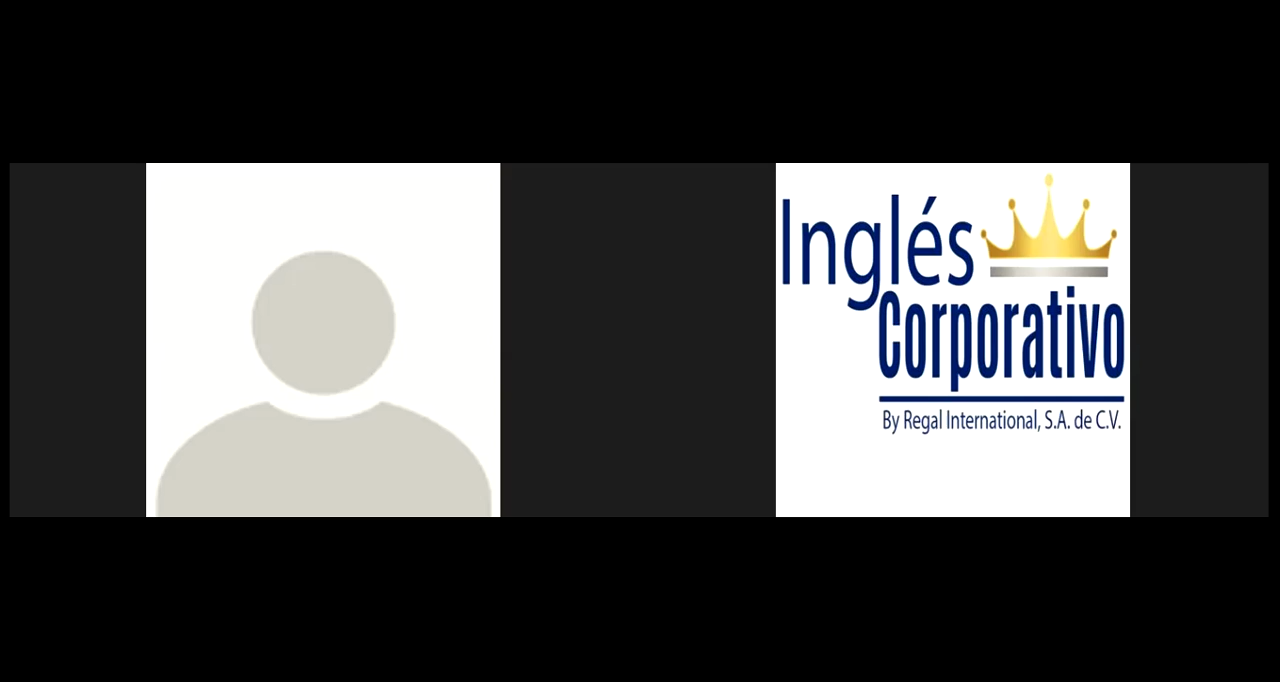 Inglés
Corporativo
By Regal International, S.A. de C.V.